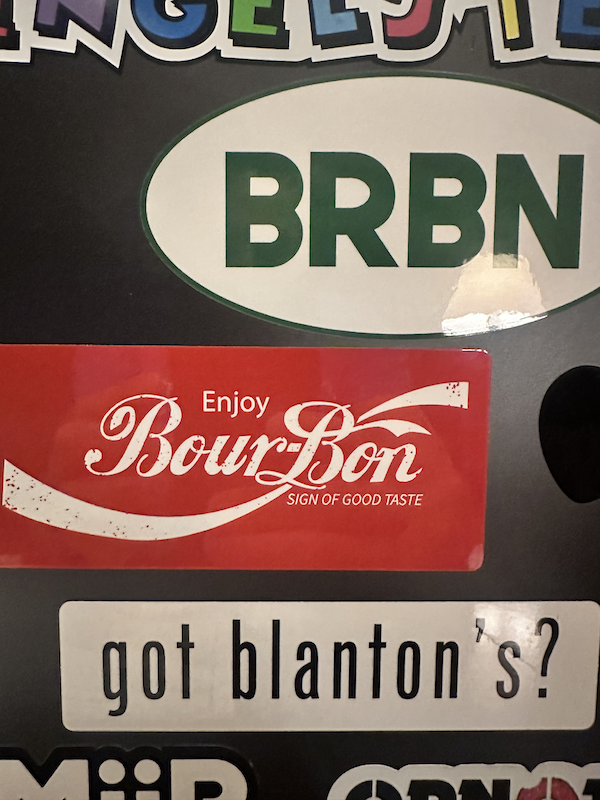 BRBN
Enjoy
Bour-Bon
SIGN OF GOOD TASTE
got blanton's?